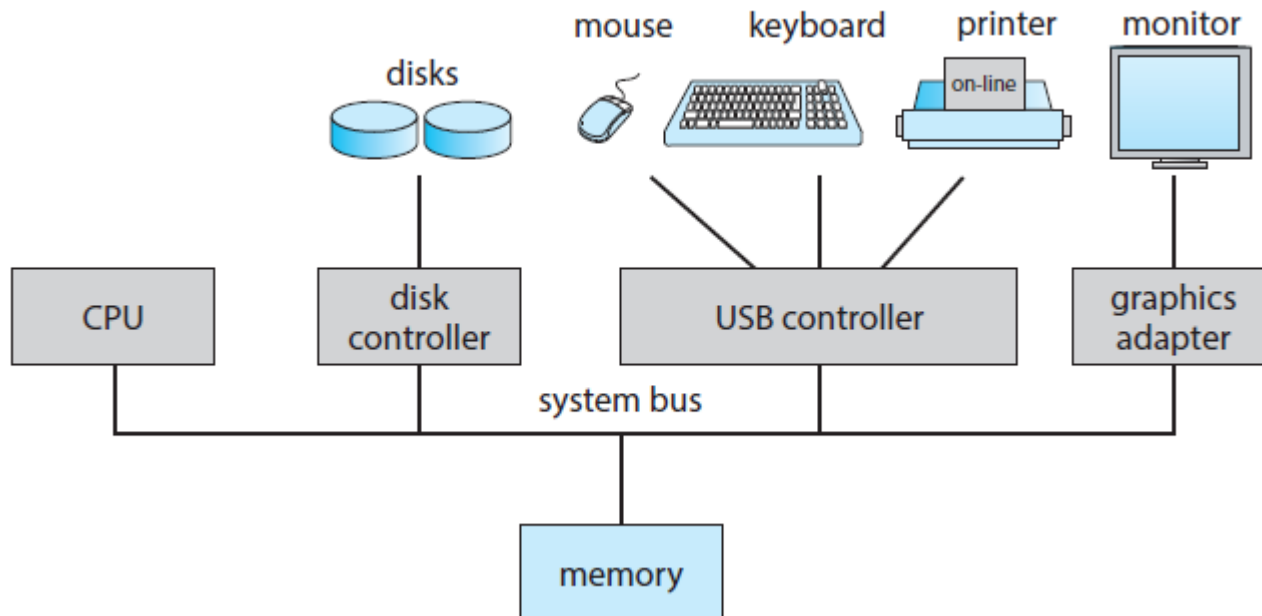 mouse
keyboard
printer
monitor
disks
on-line
CPU
disk
controller
USB controller
graphics
adapter
system bus
memory